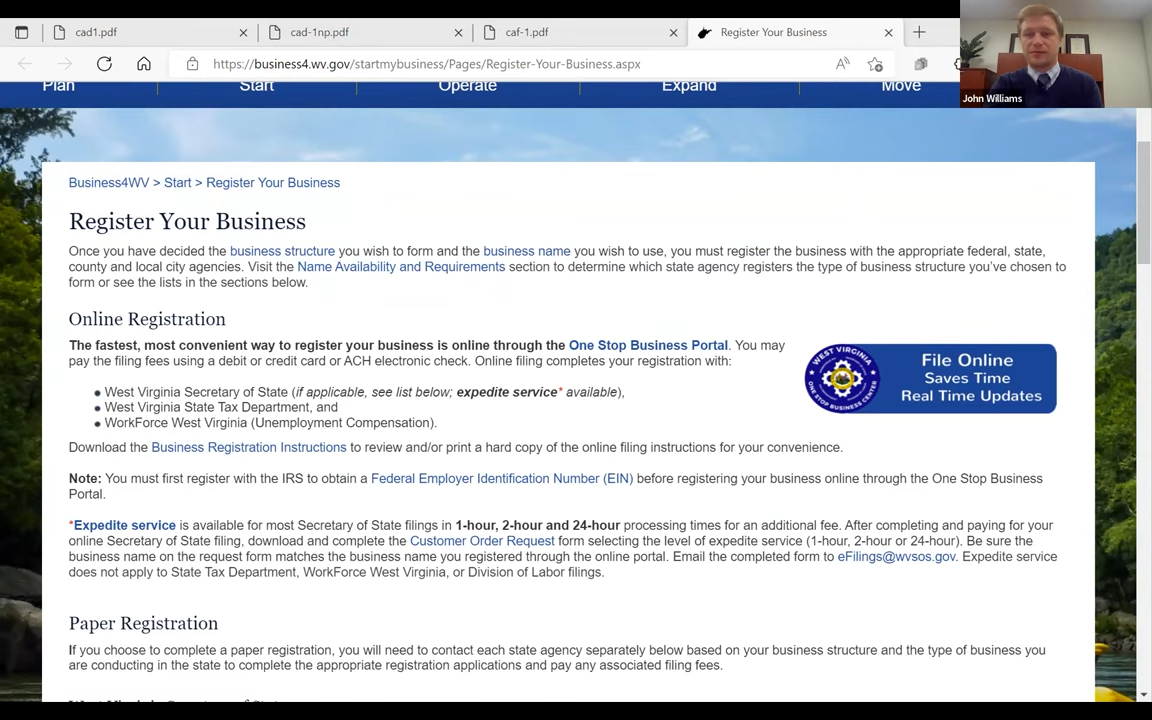 cad1.pdf
cad-1np.pdf
caf-1.pdf
Register Your Business
https://business4.wv.gov/startmybusiness/Pages/Register-Your-Business.aspx
John Williams
Plan
Start
Operate
Expand
Move
Business4WV > Start > Register Your Business
Register Your Business
Once you have decided the business structure you wish to form and the business name you wish to use, you must register the business with the appropriate federal, state,
county and local city agencies. Visit the Name Availability and Requirements section to determine which state agency registers the type of business structure you've chosen to
form or see the lists in the sections below.
Online Registration
The fastest, most convenient way to register your business is online through the One Stop Business Portal. You may
pay the filing fees using a debit or credit card or ACH electronic check. Online filing completes your registration with:
West Virginia Secretary of State (if applicable, see list below; expedite service* available),
West Virginia State Tax Department, and
WorkForce West Virginia (Unemployment Compensation).
WEST VIRGINIA
ONE STOP BUSINESS CENTER
File Online
Saves Time
Real Time Updates
Download the Business Registration Instructions to review and/or print a hard copy of the online filing instructions for your convenience.
Note: You must first register with the IRS to obtain a Federal Employer Identification Number (EIN) before registering your business online through the One Stop Business
Portal.
*Expedite service is available for most Secretary of State filings in 1-hour, 2-hour and 24-hour processing times for an additional fee. After completing and paying for your
online Secretary of State filing, download and complete the Customer Order Request form selecting the level of expedite service (1-hour, 2-hour or 24-hour). Be sure the
business name on the request form matches the business name you registered through the online portal. Email the completed form to eFilings@wvsos.gov. Expedite service
does not apply to State Tax Department, WorkForce West Virginia, or Division of Labor filings.
Paper Registration
If you choose to complete a paper registration, you will need to contact each state agency separately below based on your business structure and the type of business you
are conducting in the state to complete the appropriate registration applications and pay any associated filing fees.